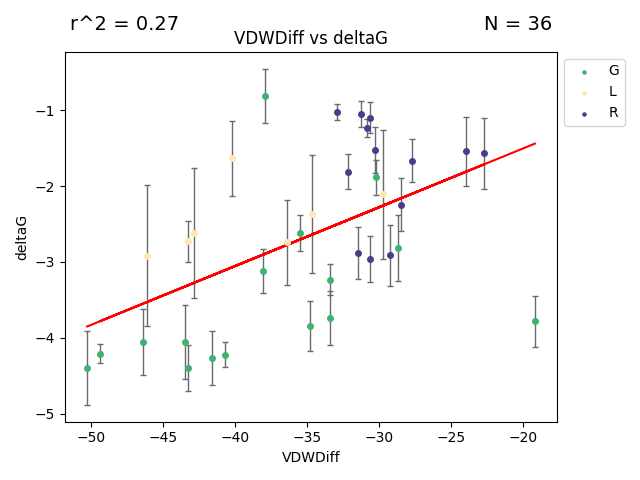 r^2 = 0.27
N = 36
VDWDiff vs deltaG
G
L
R
deltaG
−1
−2
−3
−4
−5
−50
−45
−40
−35
−30
−25
−20
VDWDiff